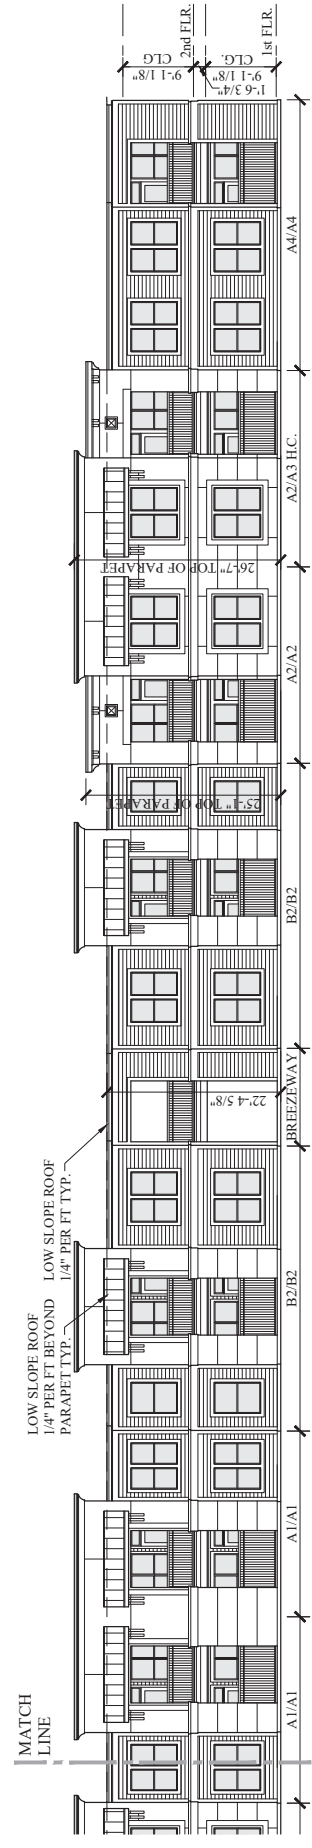 MATCH
LINE
LOW SLOPE ROOF
1/4" PER FT BEYOND
PARAPET TYP.
LOW SLOPE ROOF
1/4" PER FT TYP.
22'-4 5/8"
25'-1" TOP OF PARAPET
26'-7" TOP OF PARAPET
9'-1 1/8"
CLG
2nd FLR.
1'-6 3/4"
9'-1 1/8"
CLG.
1st FLR.
A1/A1
A1/A1
B2/B2
BREEZEWAY
B2/B2
A2/A2
A2/A3 H.C.
A4/A4